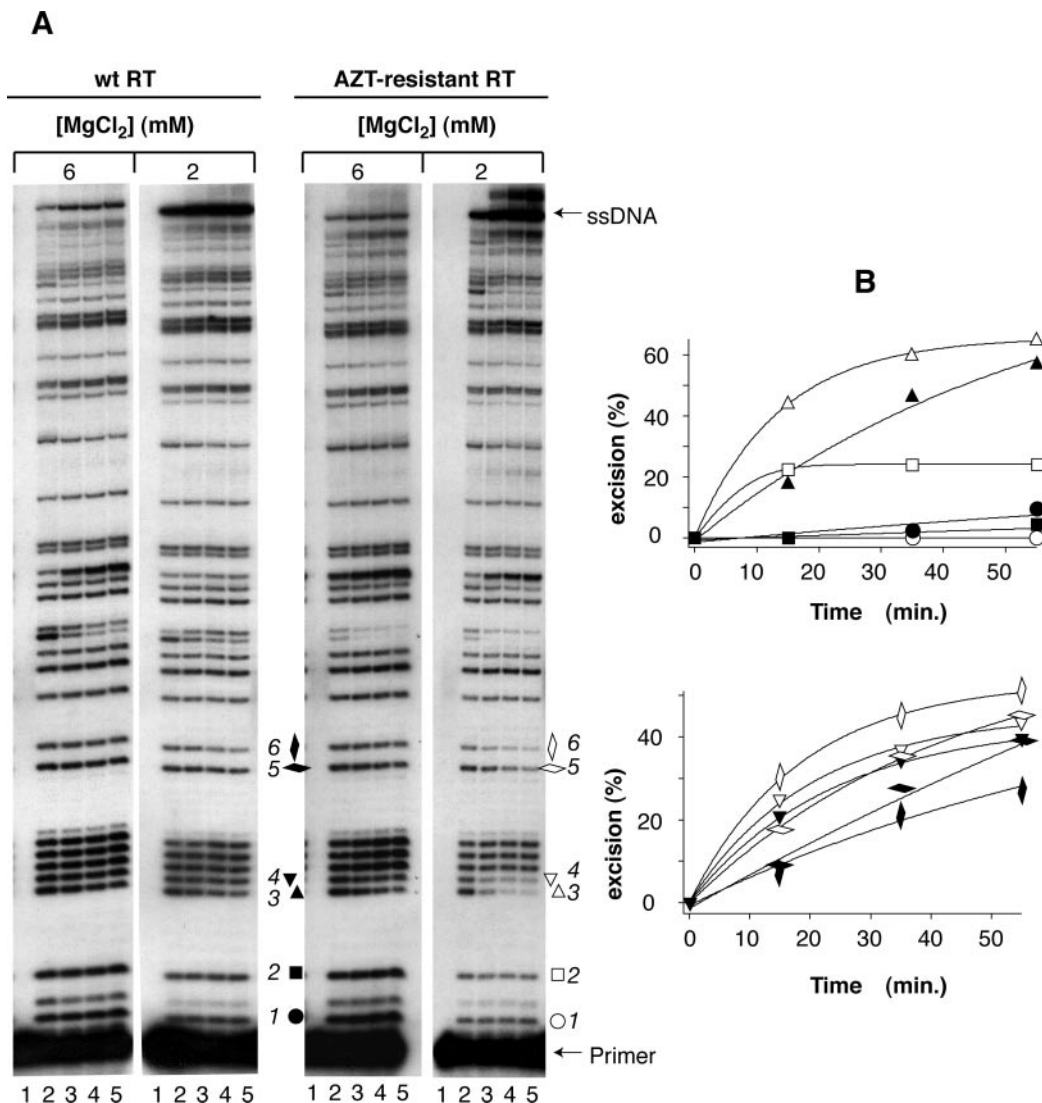 A
wt RT AZT-resistant RT
[MgCl2] (mM) [MgCl2] (mM)
6 2 6 2
ssDNA
6 6
5 5
4 4
3 3
2 2
1 1
Primer
1 2 3 4 5 1 2 3 4 5 1 2 3 4 5 1 2 3 4 5
B
excision (%)
60
40
20
0
0 10 20 30 40 50
Time (min.)
excision (%)
40
20
0
0 10 20 30 40 50
Time (min.)